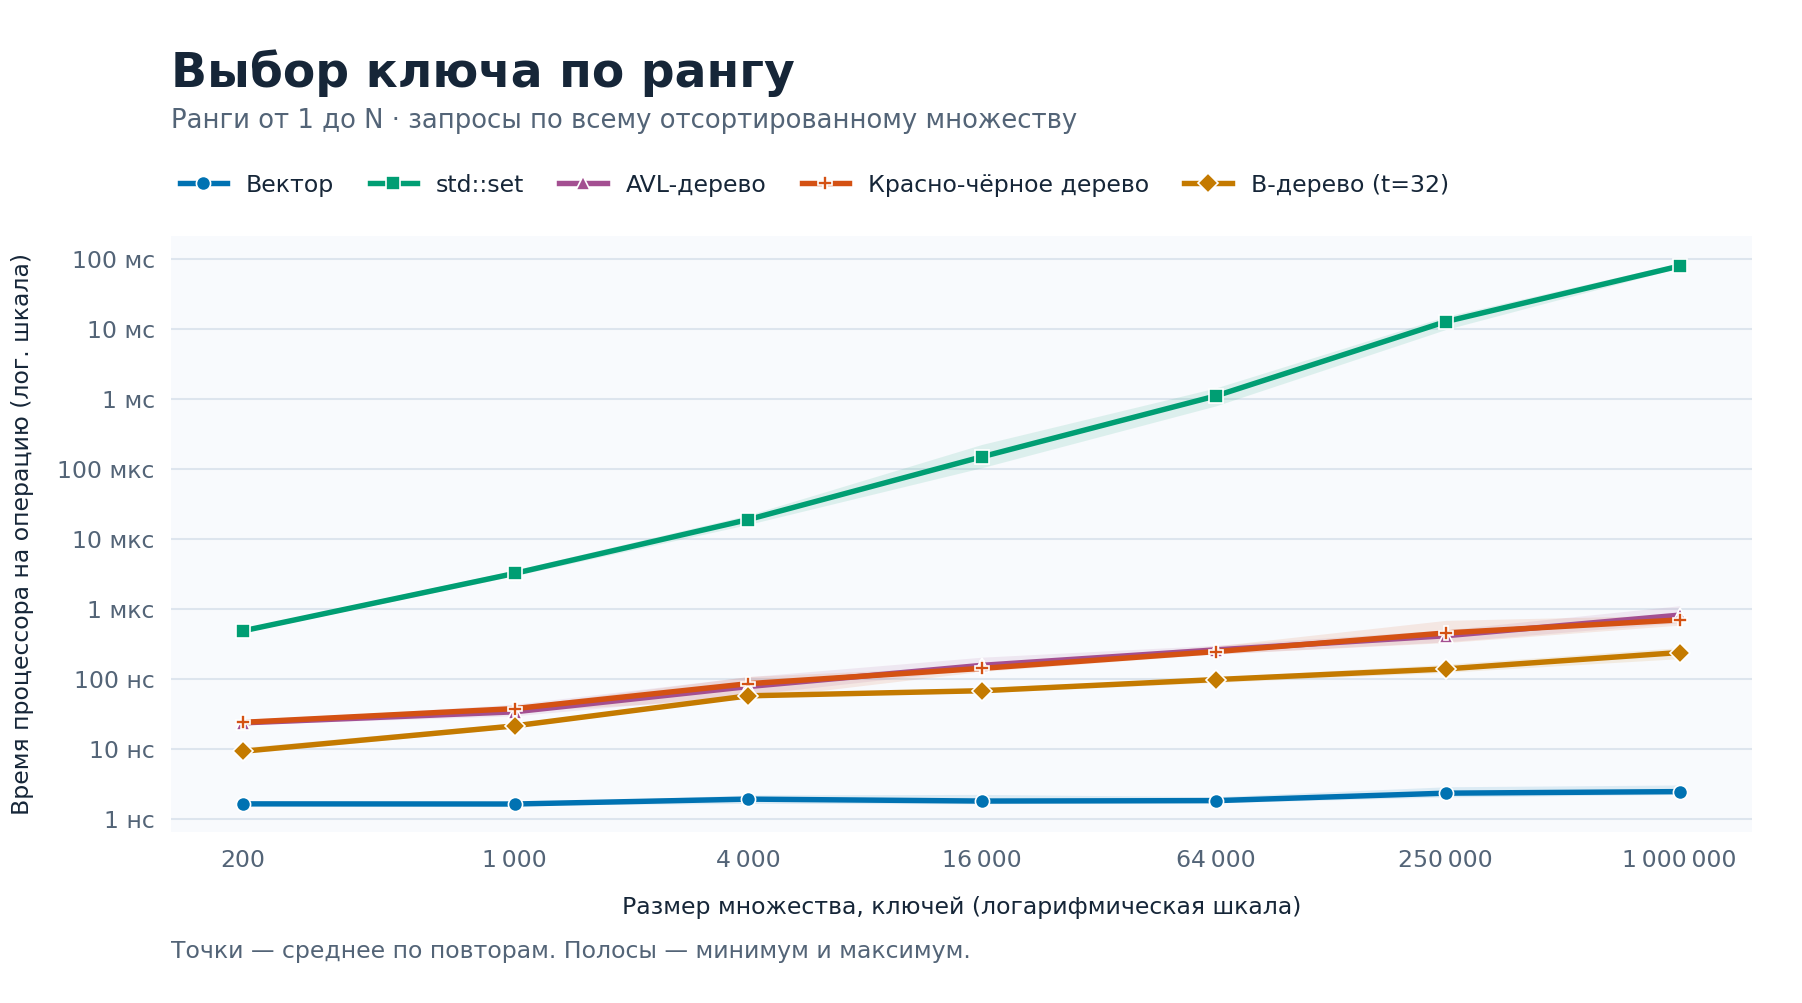 Выбор ключа по рангу
Ранги от 1 до N · запросы по всему отсортированному множеству
Вектор std::set AVL-дерево Красно-чёрное дерево B-дерево (t=32)
Время процессора на операцию (лог. шкала)
100 мс
10 мс
1 мс
100 мкс
10 мкс
1 мкс
100 нс
10 нс
1 нс
200 1 000 4 000 16 000 64 000 250 000 1 000 000
Размер множества, ключей (логарифмическая шкала)
Точки — среднее по повторам. Полосы — минимум и максимум.